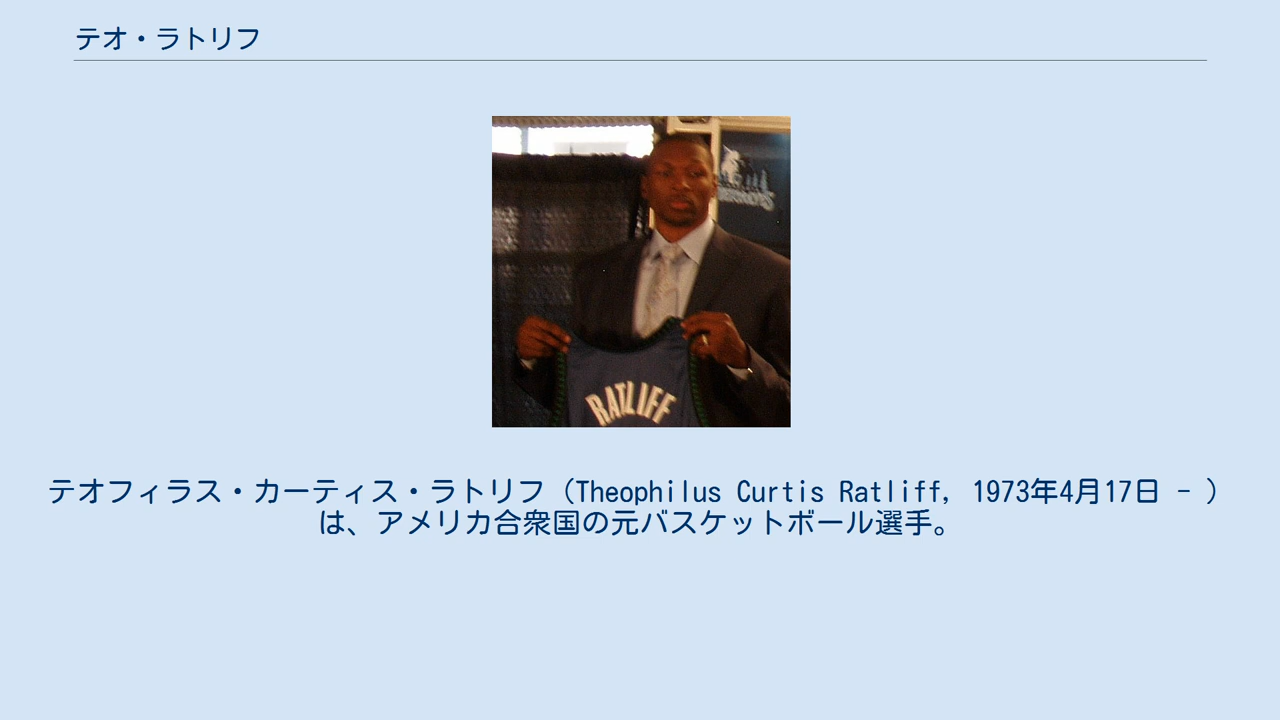 テオ・ラトリフ
RATLIFF
テオフィラス・カーティス・ラトリフ（Theophilus Curtis Ratliff, 1973年4月17日 - ）
は、アメリカ合衆国の元バスケットボール選手。